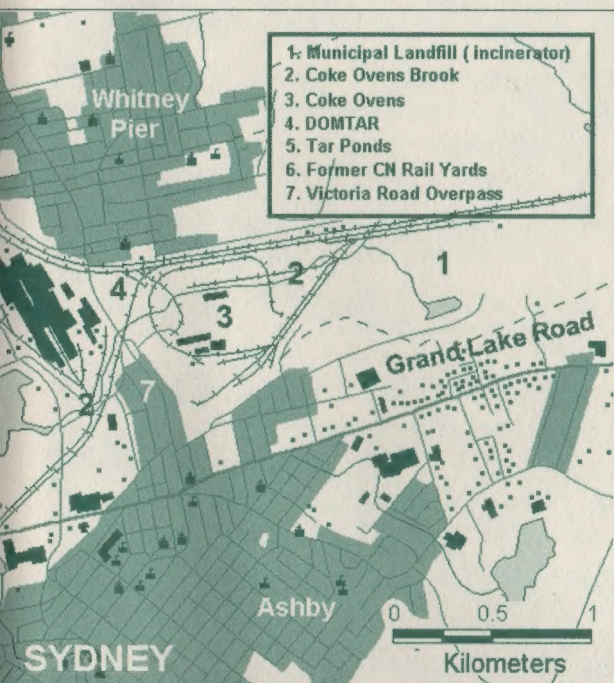 1. Municipal Landfill ( incinerator)
2. Coke Ovens Brook
3. Coke Ovens
4. DOMTAR
5. Tar Ponds
6. Former CN Rail Yards
7. Victoria Road Overpass
Whitney
Pier
1
2
4
3
Grand Lake Road
7
2
Ashby
0 0.5 1
Kilometers
SYDNEY